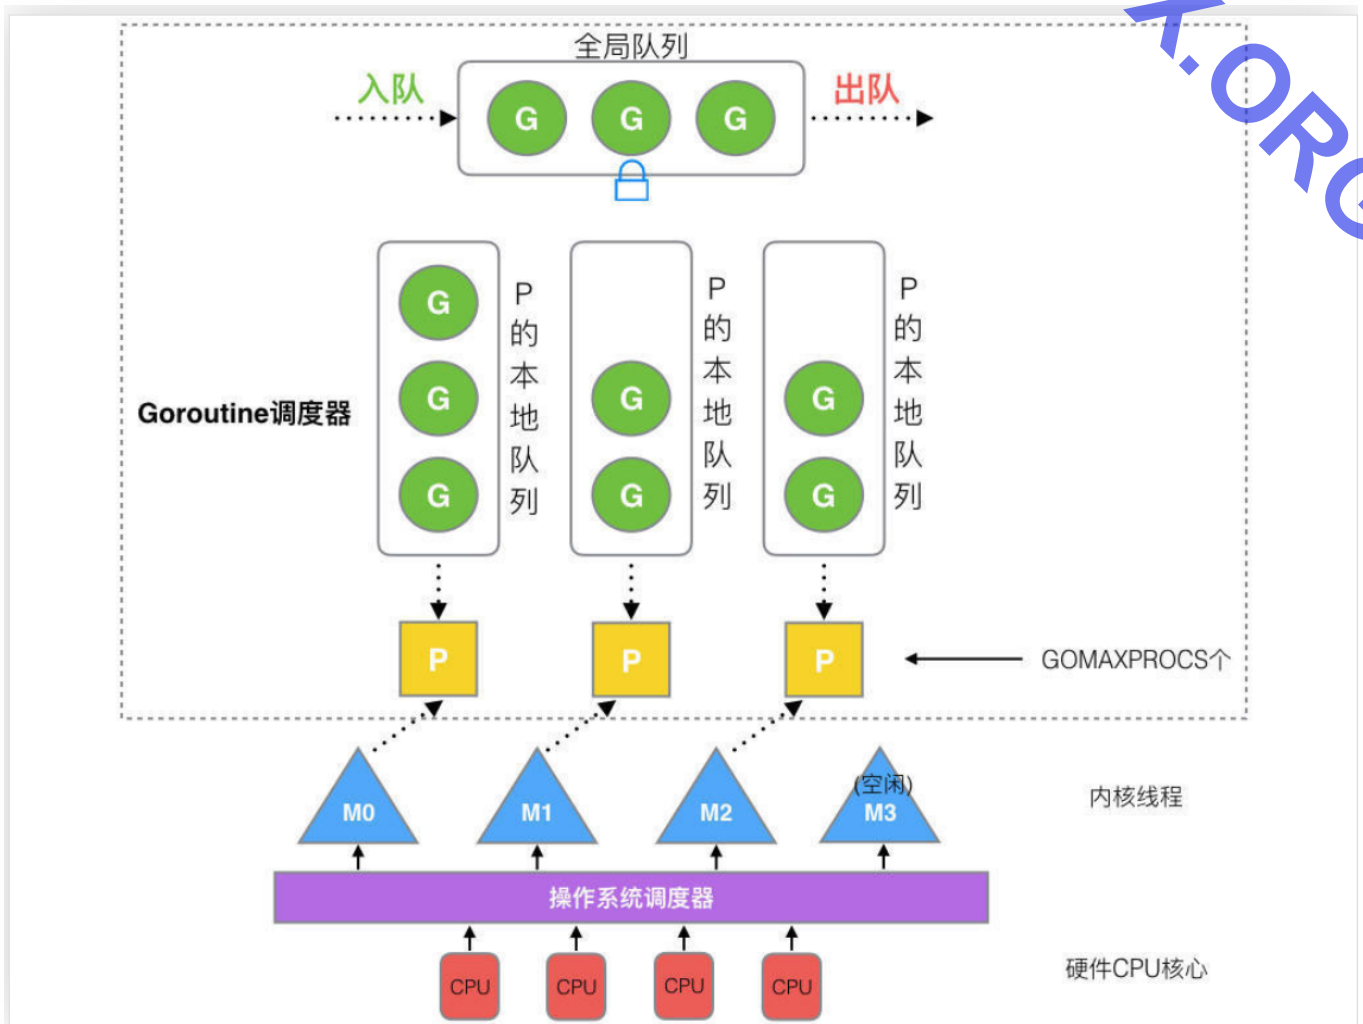 全局队列
入队
出队
G
G
G
X.ORG
G
G
G
P的本地队列
G
G
P的本地队列
G
G
P的本地队列
Goroutine调度器
P
P
P
GOMAXPROCS个
M0
M1
M2
(空闲)
M3
内核线程
操作系统调度器
CPU
CPU
CPU
CPU
硬件CPU核心